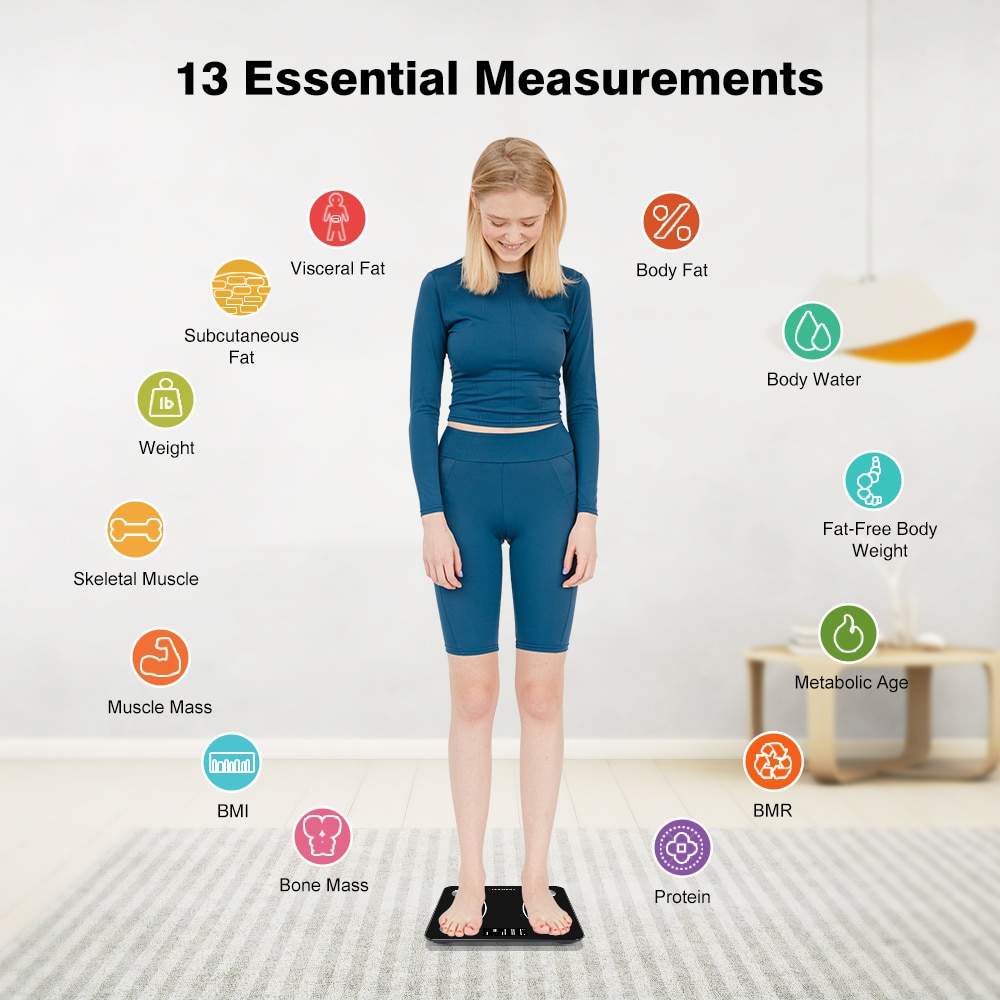 13 Essential Measurements
Visceral Fat
Body Fat
Subcutaneous
Fat
Body Water
Weight
lb
Fat-Free Body
Weight
Skeletal Muscle
Metabolic Age
Muscle Mass
BMI
BMR
Bone Mass
Protein